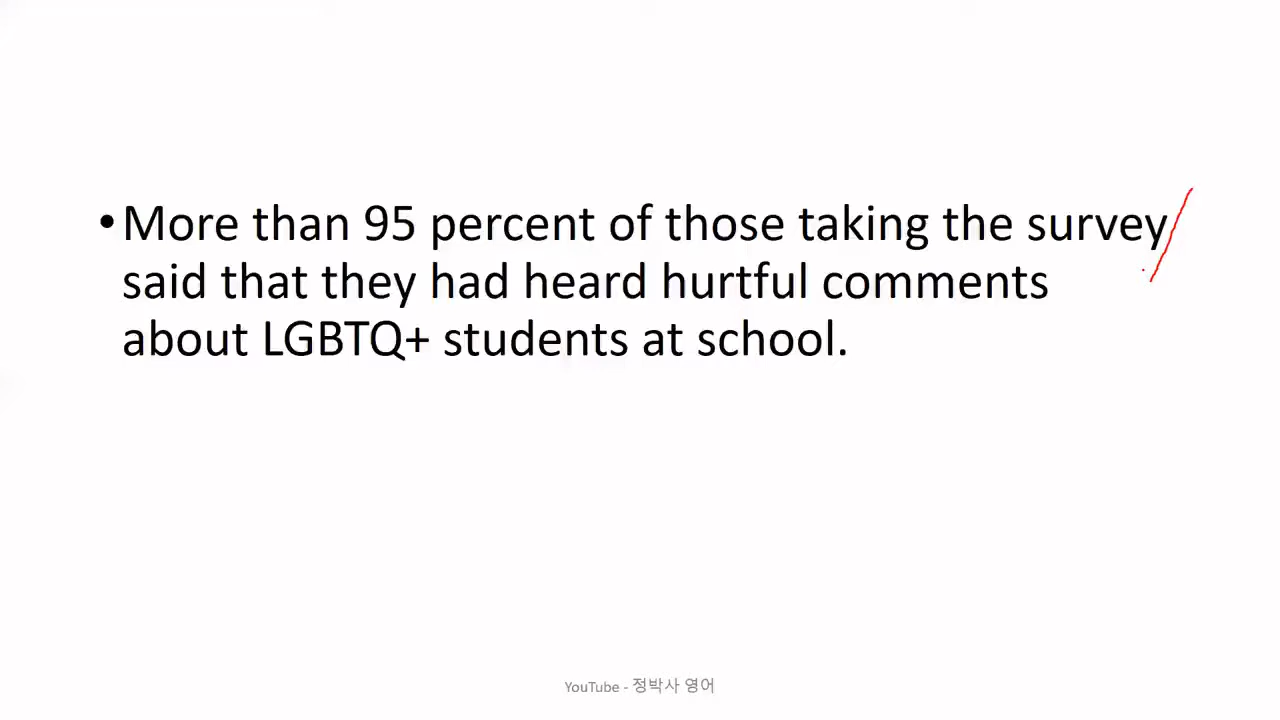 •More than 95 percent of those taking the survey
said that they had heard hurtful comments
about LGBTQ+ students at school.
YouTube - 정박사 영어